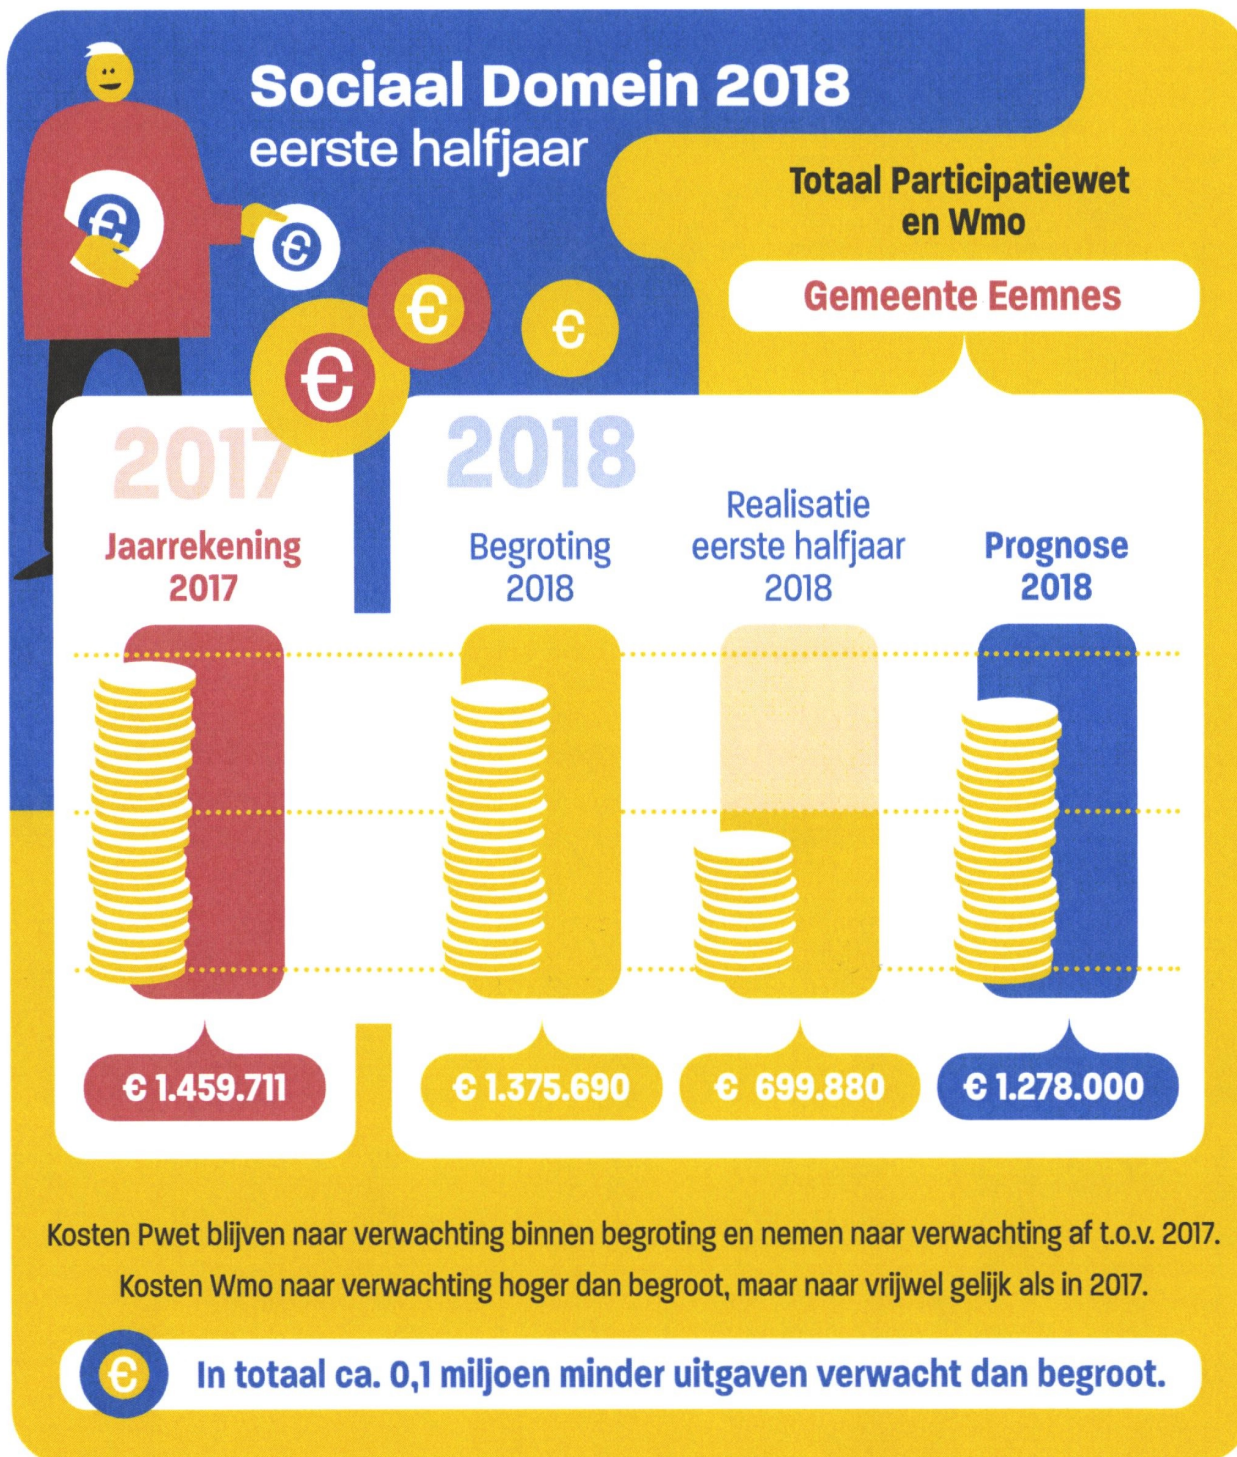 Sociaal Domein 2018
eerste halfjaar
Totaal Participatiewet
en Wmo
Gemeente Eemnes
€
€
€
€
€
2017
Jaarrekening
2017
2018
Begroting
2018
Realisatie
eerste halfjaar
2018
Prognose
2018
€ 1.459.711
€ 1.375.690
€ 699.880
€ 1.278.000
Kosten Pwet blijven naar verwachting binnen begroting en nemen naar verwachting af t.o.v. 2017.
Kosten Wmo naar verwachting hoger dan begroot, maar naar vrijwel gelijk als in 2017.
€ In totaal ca. 0,1 miljoen minder uitgaven verwacht dan begroot.